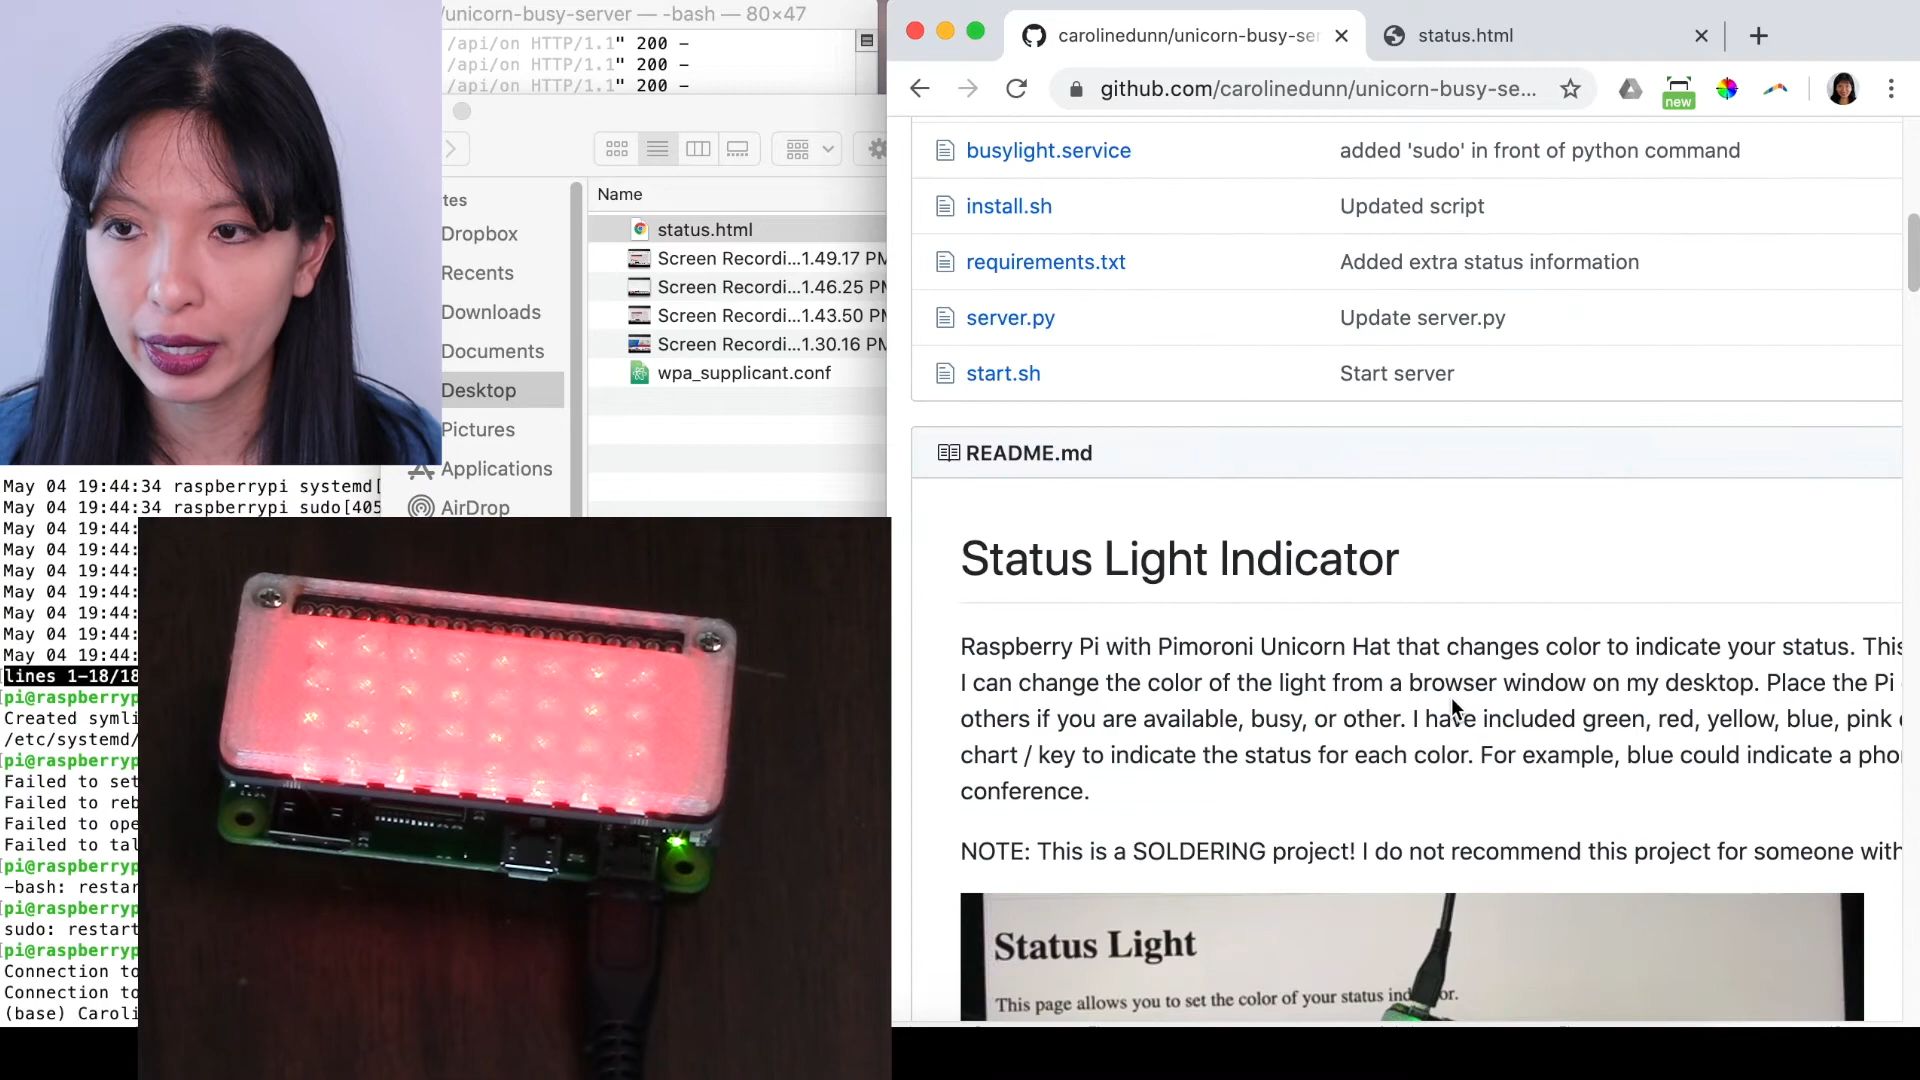 /unicorn-busy-server — -bash — 80×47
/api/on HTTP/1.1" 200 -
/api/on HTTP/1.1" 200 -
/api/on HTTP/1.1" 200 -
tes
Dropbox
Recents
Downloads
Documents
Desktop
Pictures
Applications
AirDrop
Name
status.html
Screen Recordi...1.49.17 PM
Screen Recordi...1.46.25 PM
Screen Recordi...1.43.50 PM
Screen Recordi...1.30.16 PM
wpa_supplicant.conf
May 04 19:44:34 raspberrypi systemd[
May 04 19:44:34 raspberrypi sudo[405
May 04 19:44:
May 04 19:44:
May 04 19:44:
May 04 19:44:
May 04 19:44:
May 04 19:44:
May 04 19:44:
lines 1-18/18
[pi@raspberryp
Created symli
/etc/systemd/
[pi@raspberryp
Failed to set
Failed to reb
Failed to ope
Failed to tal
[pi@raspberryp
-bash: restar
[pi@raspberryp
sudo: restart
[pi@raspberryp
Connection to
Connection to
(base) Caroli
carolinedunn/unicorn-busy-ser
status.html
github.com/carolinedunn/unicorn-busy-se...
new
busylight.service added 'sudo' in front of python command
install.sh Updated script
requirements.txt Added extra status information
server.py Update server.py
start.sh Start server
README.md
Status Light Indicator
Raspberry Pi with Pimoroni Unicorn Hat that changes color to indicate your status. This
I can change the color of the light from a browser window on my desktop. Place the Pi
others if you are available, busy, or other. I have included green, red, yellow, blue, pink
chart / key to indicate the status for each color. For example, blue could indicate a pho
conference.
NOTE: This is a SOLDERING project! I do not recommend this project for someone with
Status Light
This page allows you to set the color of your status indicator.